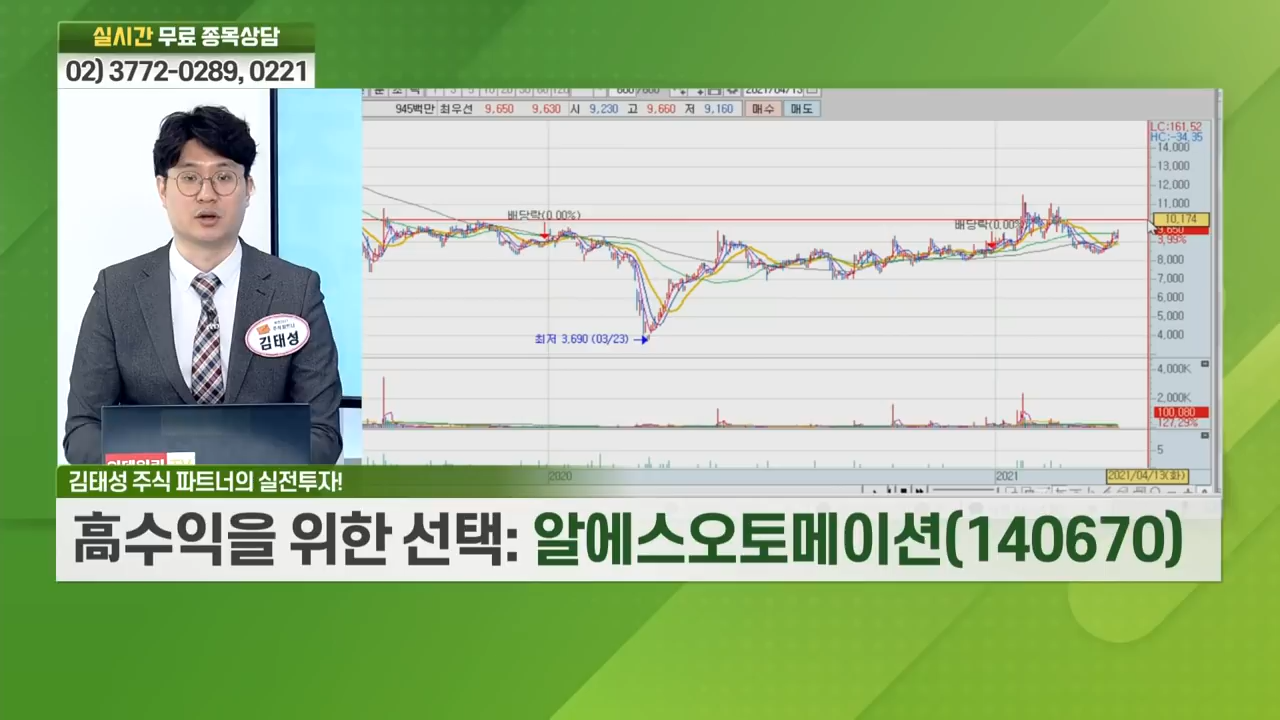 실시간 무료 종목상담
02) 3772-0289, 0221
945백만 최우선 9,650 9,630 시 9,230 고 9,660 저 9,160 매수 매도
LC:161,52
HC:-34,35
14,000
13,000
12,000
11,000
배당락(0,00%)
배당락(0,00%)
10,174
9,650
3,99%
8,000
7,000
6,000
5,000
4,000
최저 3,690 (03/23)
4,000K
2,000K
100,080
127,29%
5
2020
2021
2021/04/13(화)
김태성
김태성 주식 파트너의 실전투자!
高수익을 위한 선택: 알에스오토메이션(140670)